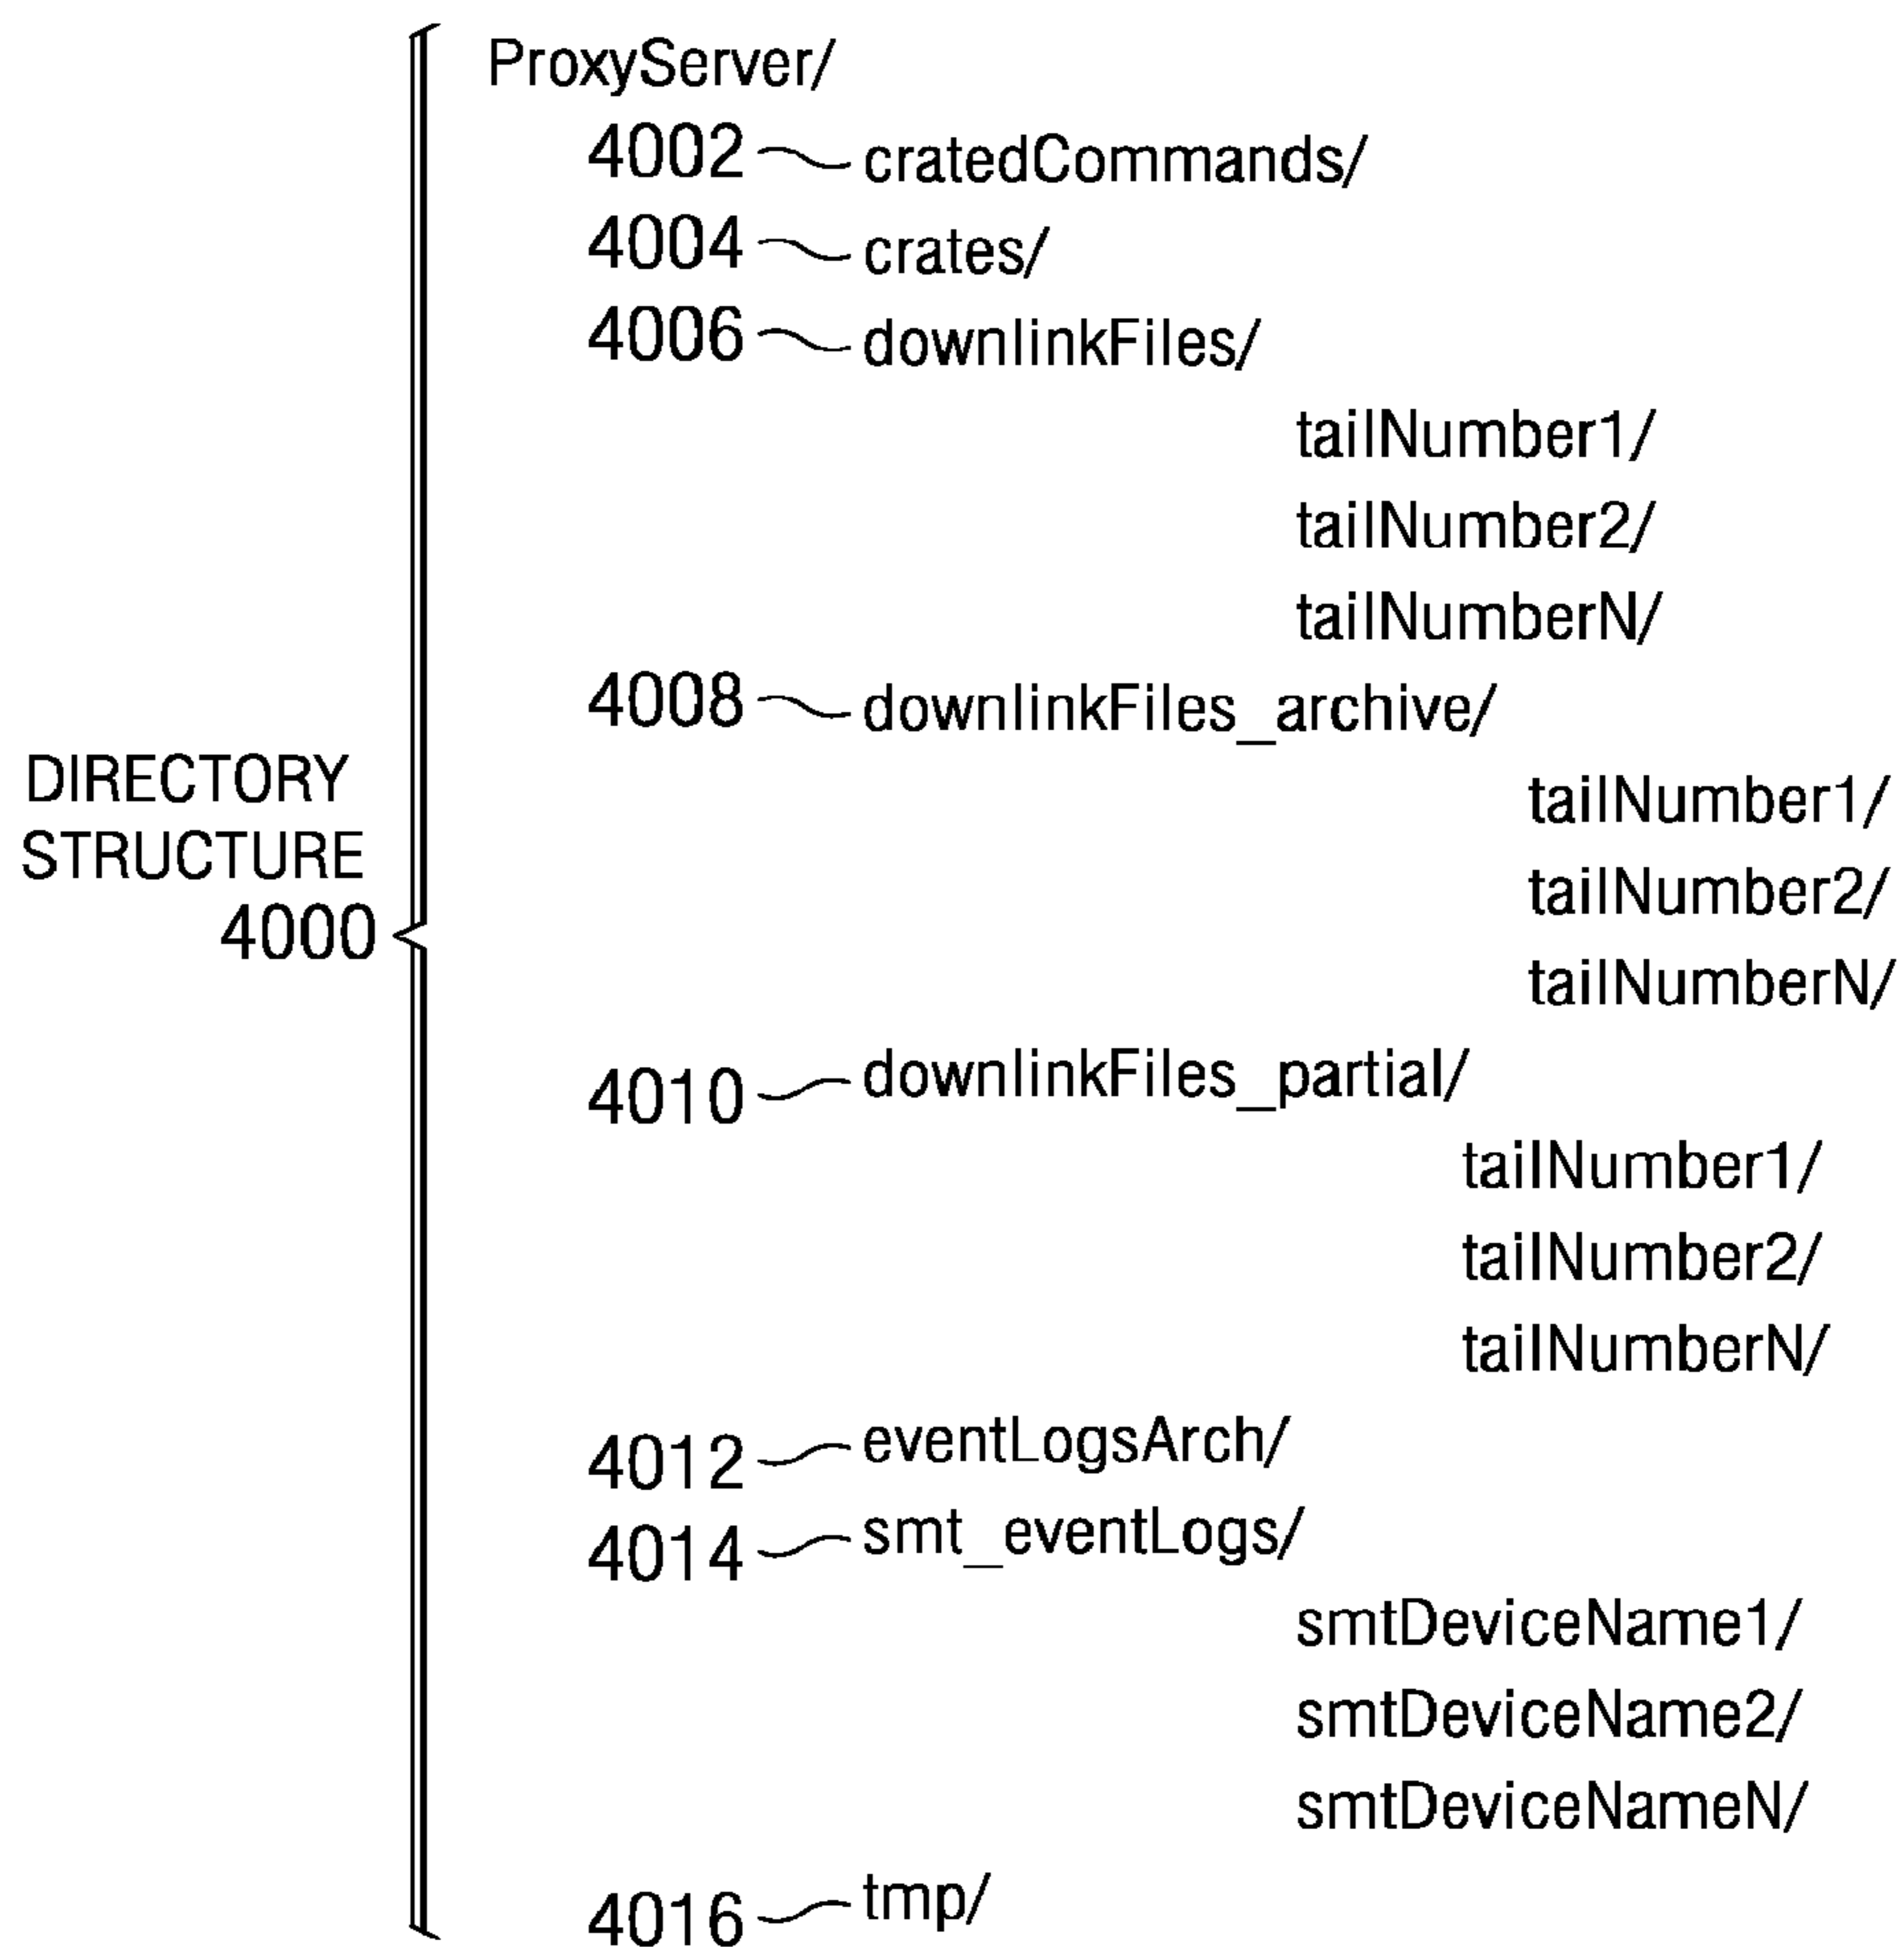 ProxyServer/
4002 cratedCommands/
4004 crates/
4006 downlinkFiles/
tailNumber1/
tailNumber2/
tailNumberN/
4008 downlinkFiles_archive/
tailNumber1/
tailNumber2/
tailNumberN/
DIRECTORY
STRUCTURE
4000
4010 downlinkFiles_partial/
tailNumber1/
tailNumber2/
tailNumberN/
4012 eventLogsArch/
4014 smt_eventLogs/
smtDeviceName1/
smtDeviceName2/
smtDeviceNameN/
4016 tmp/